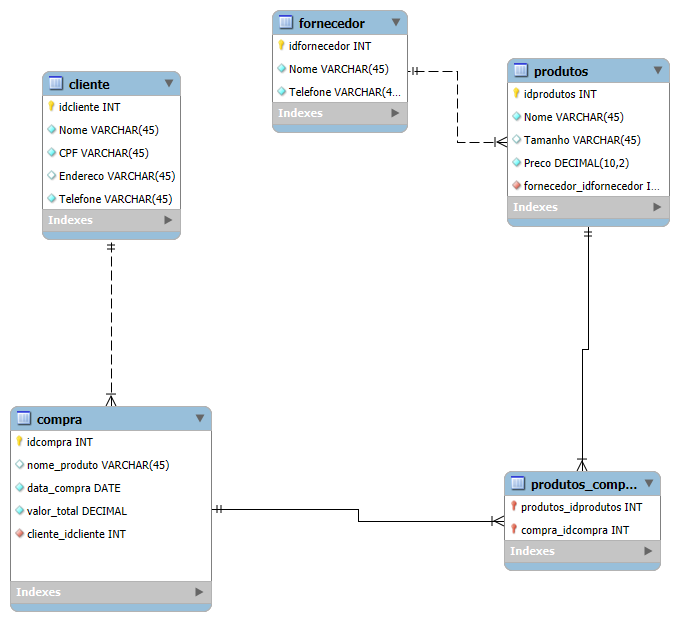 fornecedor
idfornecedor INT
Nome VARCHAR(45)
Telefone VARCHAR(4...
Indexes
produtos
idprodutos INT
Nome VARCHAR(45)
Tamanho VARCHAR(45)
Preco DECIMAL(10,2)
fornecedor_idfornecedor I...
Indexes
cliente
idcliente INT
Nome VARCHAR(45)
CPF VARCHAR(45)
Endereco VARCHAR(45)
Telefone VARCHAR(45)
Indexes
compra
idcompra INT
nome_produto VARCHAR(45)
data_compra DATE
valor_total DECIMAL
cliente_idcliente INT
Indexes
produtos_comp...
produtos_idprodutos INT
compra_idcompra INT
Indexes